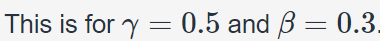 This is for γ = 0.5 and β = 0.3.